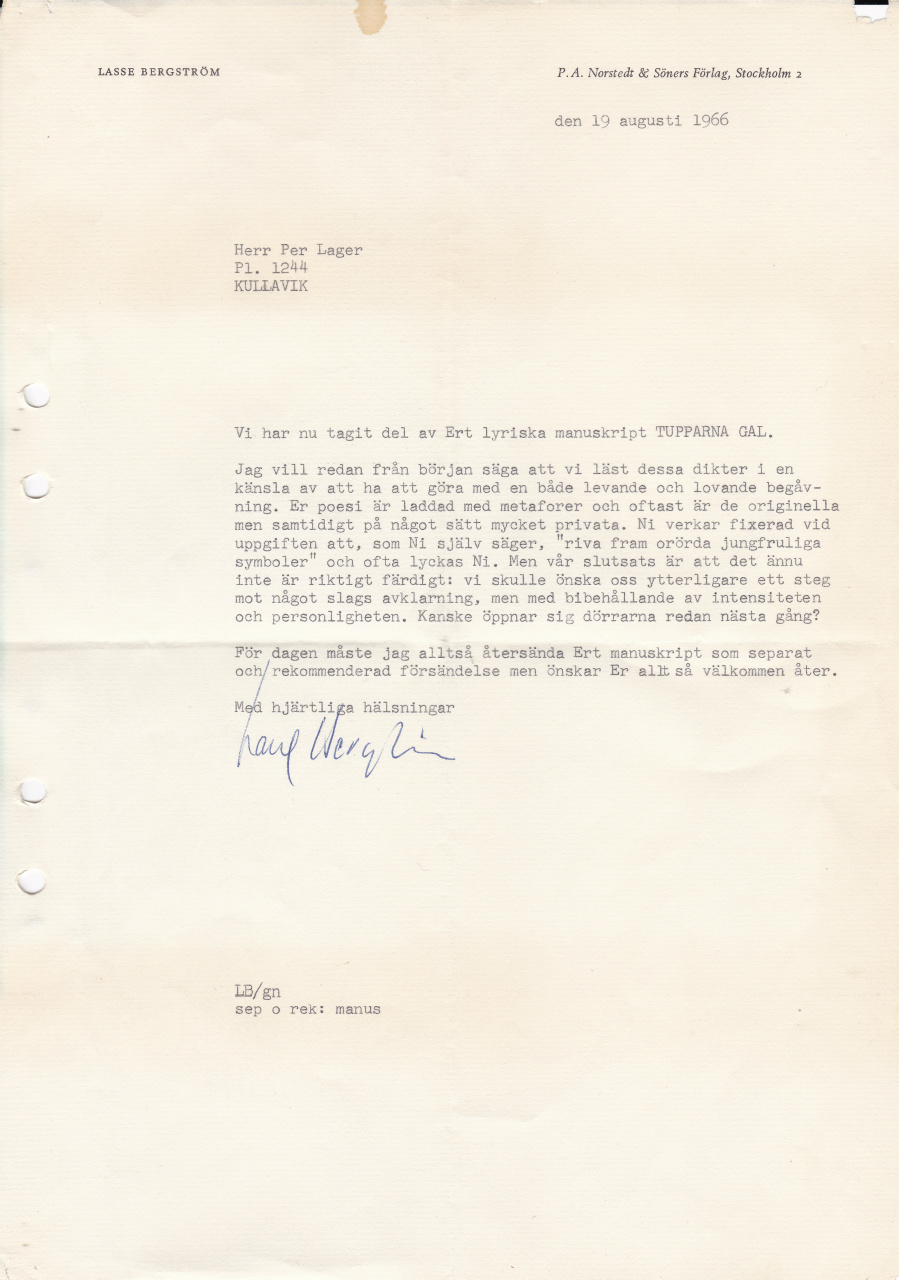 LASSE BERGSTRÖM
P. A. Norstedt & Söners Förlag, Stockholm 2
den 19 augusti 1966
Herr Per Lager
Pl. 1244
KULLAVIK
Vi har nu tagit del av Ert lyriska manuskript TUPPARNA GAL.
Jag vill redan från början säga att vi läst dessa dikter i en
känsla av att ha att göra med en både levande och lovande begåv-
ning. Er poesi är laddad med metaforer och oftast är de originella
men samtidigt på något sätt mycket privata. Ni verkar fixerad vid
uppgiften att, som Ni själv säger, "riva fram orörda jungfruliga
symboler" och ofta lyckas Ni. Men vår slutsats är att det ännu
inte är riktigt färdigt: vi skulle önska oss ytterligare ett steg
mot något slags avklarning, men med bibehållande av intensiteten
och personligheten. Kanske öppnar sig dörrarna redan nästa gång?
För dagen måste jag alltså återsända Ert manuskript som separat
och rekommenderad försändelse men önskar Er allt så välkommen åter.
Med hjärtliga hälsningar
LB/gn
sep o rek: manus